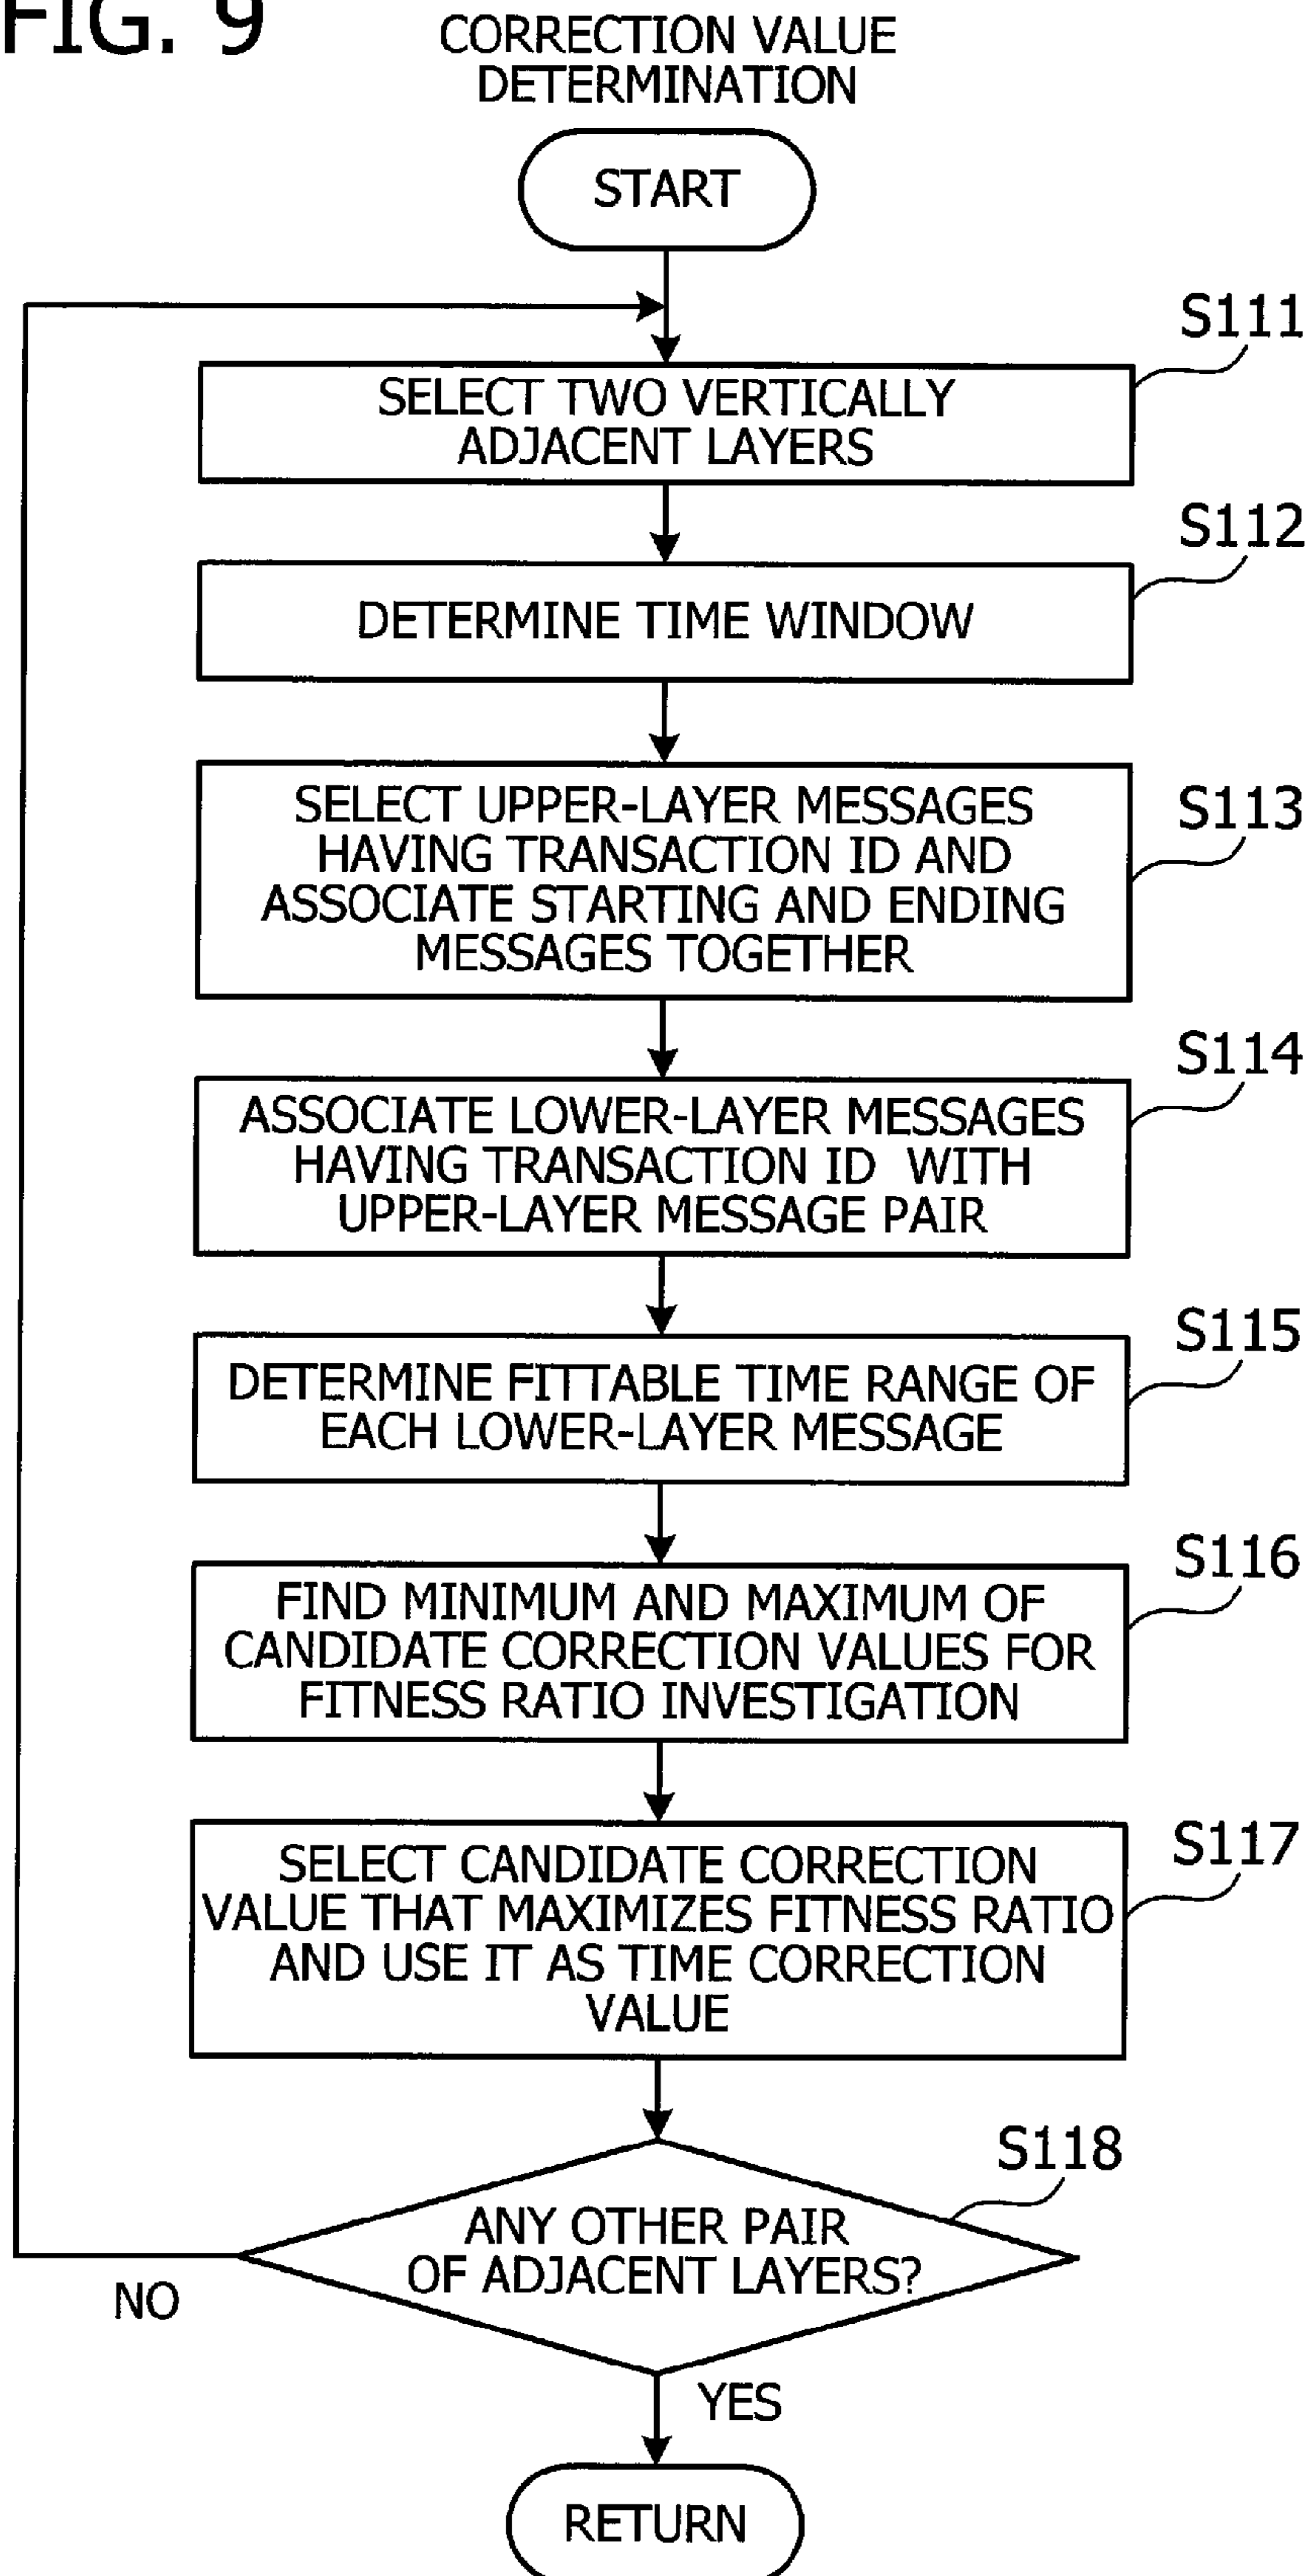 FIG. 9
CORRECTION VALUE
DETERMINATION
START
S111
SELECT TWO VERTICALLY
ADJACENT LAYERS
S112
DETERMINE TIME WINDOW
S113
SELECT UPPER-LAYER MESSAGES
HAVING TRANSACTION ID AND
ASSOCIATE STARTING AND ENDING
MESSAGES TOGETHER
S114
ASSOCIATE LOWER-LAYER MESSAGES
HAVING TRANSACTION ID WITH
UPPER-LAYER MESSAGE PAIR
S115
DETERMINE FITTABLE TIME RANGE OF
EACH LOWER-LAYER MESSAGE
S116
FIND MINIMUM AND MAXIMUM OF
CANDIDATE CORRECTION VALUES FOR
FITNESS RATIO INVESTIGATION
S117
SELECT CANDIDATE CORRECTION
VALUE THAT MAXIMIZES FITNESS RATIO
AND USE IT AS TIME CORRECTION
VALUE
S118
ANY OTHER PAIR
OF ADJACENT LAYERS?
NO
YES
RETURN